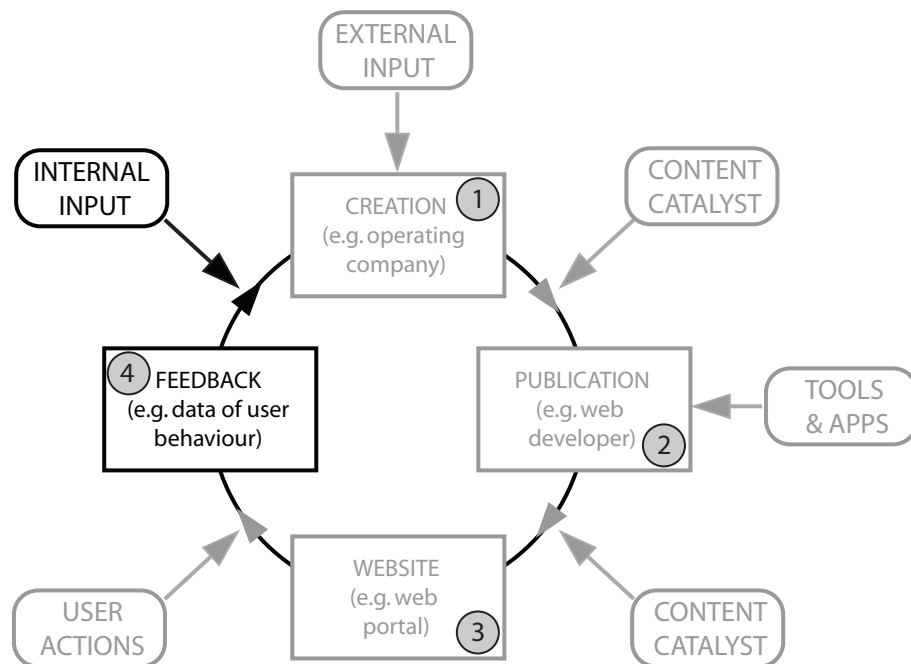 EXTERNAL
INPUT
INTERNAL
INPUT
CONTENT
CATALYST
1
CREATION
(e.g. operating
company)
4
FEEDBACK
(e.g. data of user
behaviour)
PUBLICATION
(e.g. web
developer)
2
TOOLS
& APPS
WEBSITE
(e.g. web
portal)
3
USER
ACTIONS
CONTENT
CATALYST